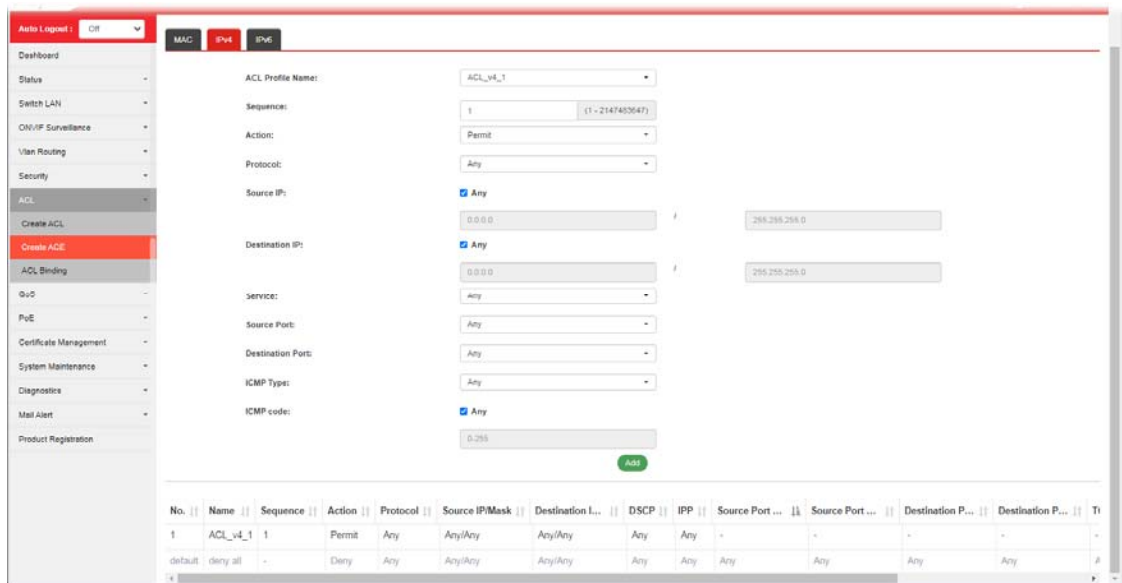 Auto Logout : Off
MAC IPv4 IPv6
Dashboard
Status
Switch LAN
ONVIF Surveillance
Vlan Routing
Security
ACL
Create ACL
Create ACE
ACL Binding
QoS
PoE
Certificate Management
System Maintenance
Diagnostics
Mail Alert
Product Registration
ACL Profile Name: ACL_v4_1
Sequence: 1 (1 - 2147483647)
Action: Permit
Protocol: Any
Source IP: Any
0.0.0.0 / 255.255.255.0
Destination IP: Any
0.0.0.0 / 255.255.255.0
Service: Any
Source Port: Any
Destination Port: Any
ICMP Type: Any
ICMP code: Any
0-255
Add
No. Name Sequence Action Protocol Source IP/Mask Destination I... DSCP IPP Source Port ... Source Port ... Destination P... Destination P...
1 ACL_v4_1 1 Permit Any Any/Any Any/Any Any Any - - - - -
default deny all - Deny Any Any/Any Any/Any Any Any Any Any Any Any